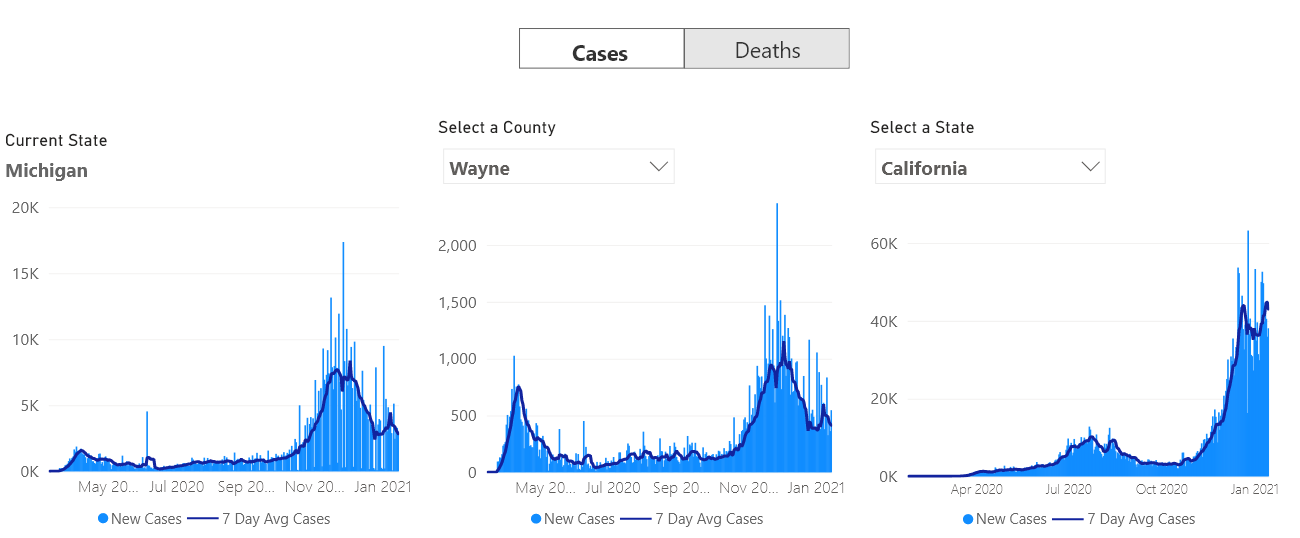 Cases Deaths
Current State
Michigan
20K
15K
10K
5K
0K
May 20... Jul 2020 Sep 20... Nov 20... Jan 2021
New Cases 7 Day Avg Cases
Select a County
Wayne
2,000
1,500
1,000
500
0
May 20... Jul 2020 Sep 20... Nov 20... Jan 2021
New Cases 7 Day Avg Cases
Select a State
California
60K
40K
20K
0K
Apr 2020 Jul 2020 Oct 2020 Jan 2021
New Cases 7 Day Avg Cases